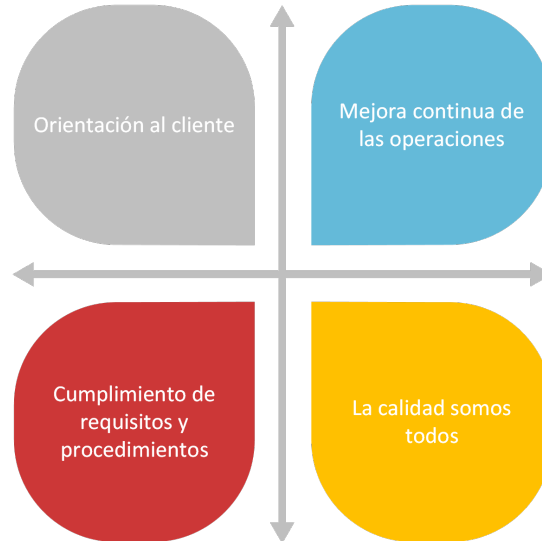 Orientación al cliente
Mejora continua de
las operaciones
Cumplimiento de
requisitos y
procedimientos
La calidad somos
todos